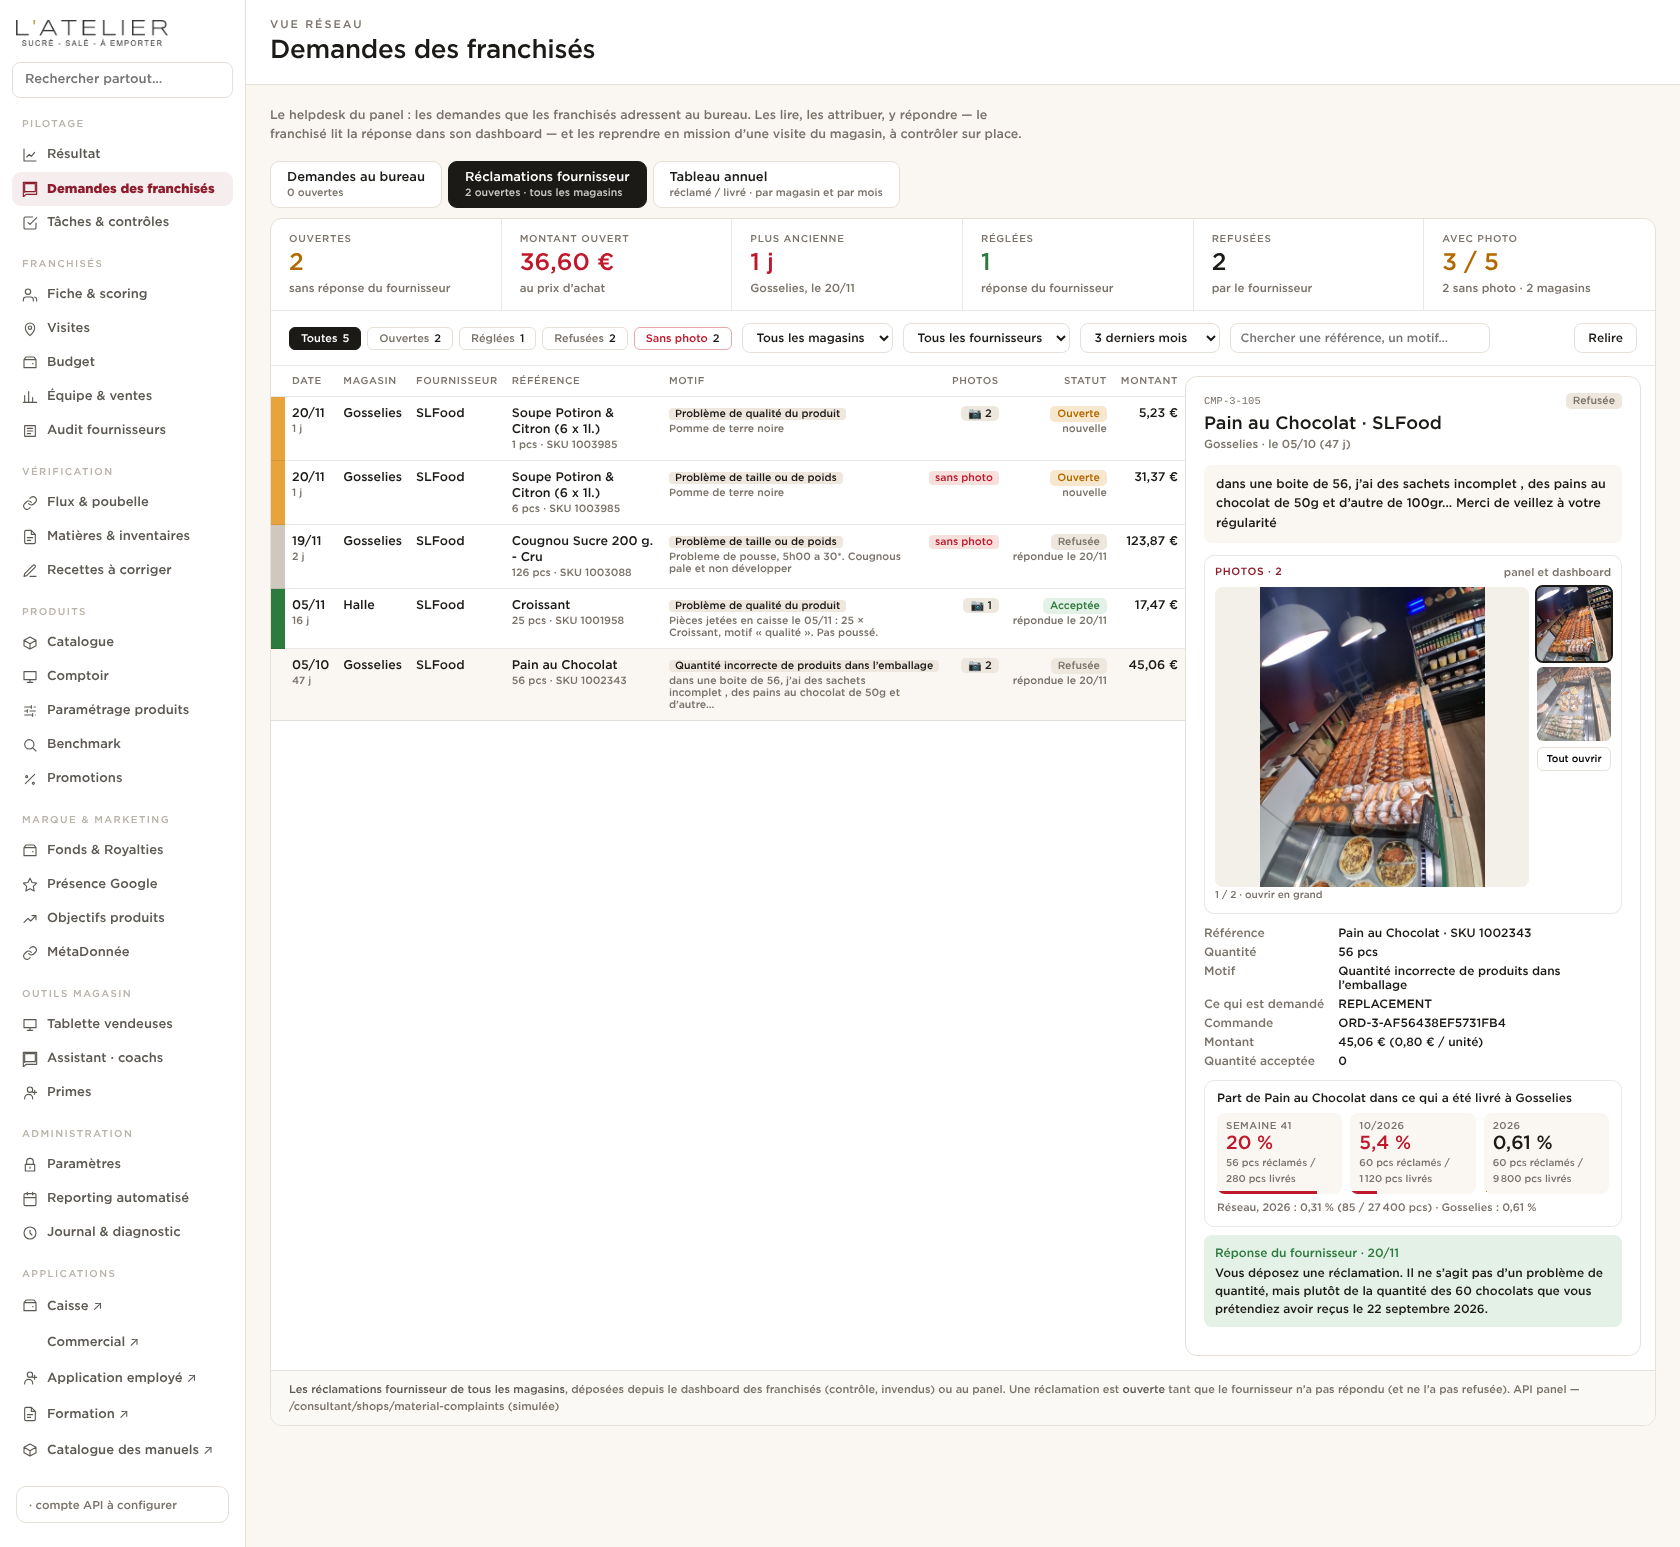 L'ATELIER
SUCRÉ - SALÉ - À EMPORTER
Rechercher partout...
PILOTAGE
Résultat
Demandes des franchisés
Tâches & contrôles
FRANCHISÉS
Fiche & scoring
Visites
Budget
Équipe & ventes
Audit fournisseurs
VÉRIFICATION
Flux & poubelle
Matières & inventaires
Recettes à corriger
PRODUITS
Catalogue
Comptoir
Paramétrage produits
Benchmark
Promotions
MARQUE & MARKETING
Fonds & Royalties
Présence Google
Objectifs produits
MétaDonnée
OUTILS MAGASIN
Tablette vendeuses
Assistant · coachs
Primes
ADMINISTRATION
Paramètres
Reporting automatisé
Journal & diagnostic
APPLICATIONS
Caisse ↗
Commercial ↗
Application employé ↗
Formation ↗
Catalogue des manuels ↗
· compte API à configurer
VUE RÉSEAU
Demandes des franchisés
Le helpdesk du panel : les demandes que les franchisés adressent au bureau. Les lire, les attribuer, y répondre — le
franchisé lit la réponse dans son dashboard — et les reprendre en mission d'une visite du magasin, à contrôler sur place.
Demandes au bureau
0 ouvertes
Réclamations fournisseur
2 ouvertes · tous les magasins
Tableau annuel
réclamé / livré · par magasin et par mois
OUVERTES
2
sans réponse du fournisseur
MONTANT OUVERT
36,60 €
au prix d'achat
PLUS ANCIENNE
1 j
Gosselies, le 20/11
RÉGLÉES
1
réponse du fournisseur
REFUSÉES
2
par le fournisseur
AVEC PHOTO
3 / 5
2 sans photo · 2 magasins
Toutes 5
Ouvertes 2
Réglées 1
Refusées 2
Sans photo 2
Tous les magasins
Tous les fournisseurs
3 derniers mois
Chercher une référence, un motif...
Relire
DATE MAGASIN FOURNISSEUR RÉFÉRENCE MOTIF PHOTOS STATUT MONTANT
20/11 Gosselies SLFood Soupe Potiron & Problème de qualité du produit 📷 2 Ouverte 5,23 €
1 j Citron (6 x 1l.) Pomme de terre noire nouvelle
1 pcs · SKU 1003985
20/11 Gosselies SLFood Soupe Potiron & Problème de taille ou de poids sans photo Ouverte 31,37 €
1 j Citron (6 x 1l.) Pomme de terre noire nouvelle
6 pcs · SKU 1003985
19/11 Gosselies SLFood Cougnou Sucre 200 g. Problème de taille ou de poids sans photo Refusée 123,87 €
2 j - Cru Probleme de pousse, 5h00 a 30°. Cougnous répondue le 20/11
126 pcs · SKU 1003088 pale et non développer
05/11 Halle SLFood Croissant Problème de qualité du produit 📷 1 Acceptée 17,47 €
16 j 25 pcs · SKU 1001958 Pièces jetées en caisse le 05/11 : 25 × répondue le 20/11
Croissant, motif « qualité ». Pas poussé.
05/10 Gosselies SLFood Pain au Chocolat Quantité incorrecte de produits dans l'emballage 📷 2 Refusée 45,06 €
47 j 56 pcs · SKU 1002343 dans une boite de 56, j'ai des sachets répondue le 20/11
incomplet , des pains au chocolat de 50g et
d'autre...
CMP-3-105
Refusée
Pain au Chocolat · SLFood
Gosselies · le 05/10 (47 j)
dans une boite de 56, j'ai des sachets incomplet , des pains au
chocolat de 50g et d'autre de 100gr... Merci de veillez à votre
régularité
PHOTOS · 2
panel et dashboard
Tout ouvrir
1 / 2 · ouvrir en grand
Référence Pain au Chocolat · SKU 1002343
Quantité 56 pcs
Motif Quantité incorrecte de produits dans
l'emballage
Ce qui est demandé REPLACEMENT
Commande ORD-3-AF56438EF5731FB4
Montant 45,06 € (0,80 € / unité)
Quantité acceptée 0
Part de Pain au Chocolat dans ce qui a été livré à Gosselies
SEMAINE 41
20 %
56 pcs réclamés /
280 pcs livrés
10/2026
5,4 %
60 pcs réclamés /
1 120 pcs livrés
2026
0,61 %
60 pcs réclamés /
9 800 pcs livrés
Réseau, 2026 : 0,31 % (85 / 27 400 pcs) · Gosselies : 0,61 %
Réponse du fournisseur · 20/11
Vous déposez une réclamation. Il ne s'agit pas d'un problème de
quantité, mais plutôt de la quantité des 60 chocolats que vous
prétendiez avoir reçus le 22 septembre 2026.
Les réclamations fournisseur de tous les magasins, déposées depuis le dashboard des franchisés (contrôle, invendus) ou au panel. Une réclamation est ouverte tant que le fournisseur n'a pas répondu (et ne l'a pas refusée). API panel —
/consultant/shops/material-complaints (simulée)